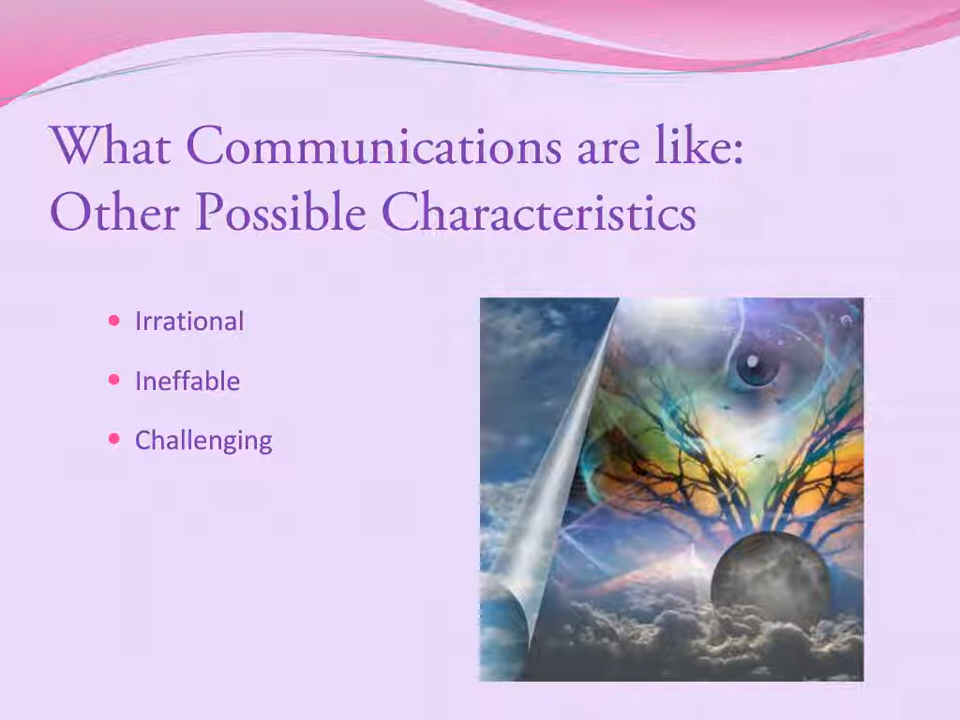 What Communications are like:
Other Possible Characteristics
Irrational
Ineffable
Challenging